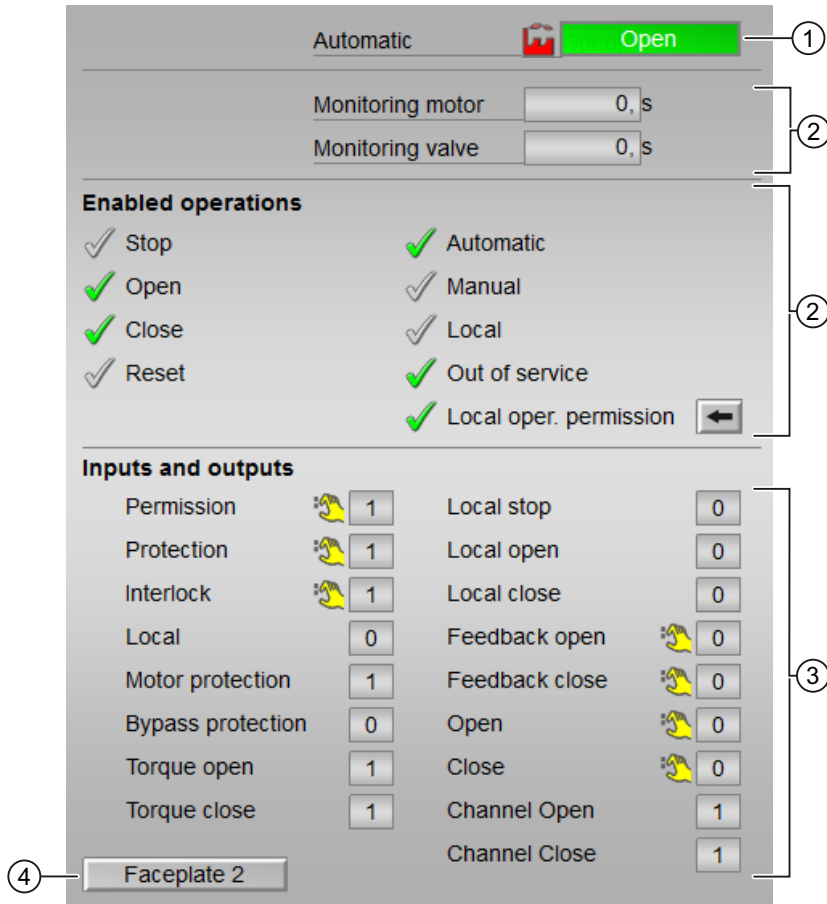 Automatic Open 1
Monitoring motor 0, s
2
Monitoring valve 0, s
Enabled operations
Stop Automatic
Open Manual
2
Close Local
Reset Out of service
Local oper. permission
Inputs and outputs
Permission 1 Local stop 0
Protection 1 Local open 0
Interlock 1 Local close 0
Local 0 Feedback open 0
Motor protection 1 Feedback close 0 3
Bypass protection 0 Open 0
Torque open 1 Close 0
Torque close 1 Channel Open 1
Channel Close 1
4 Faceplate 2